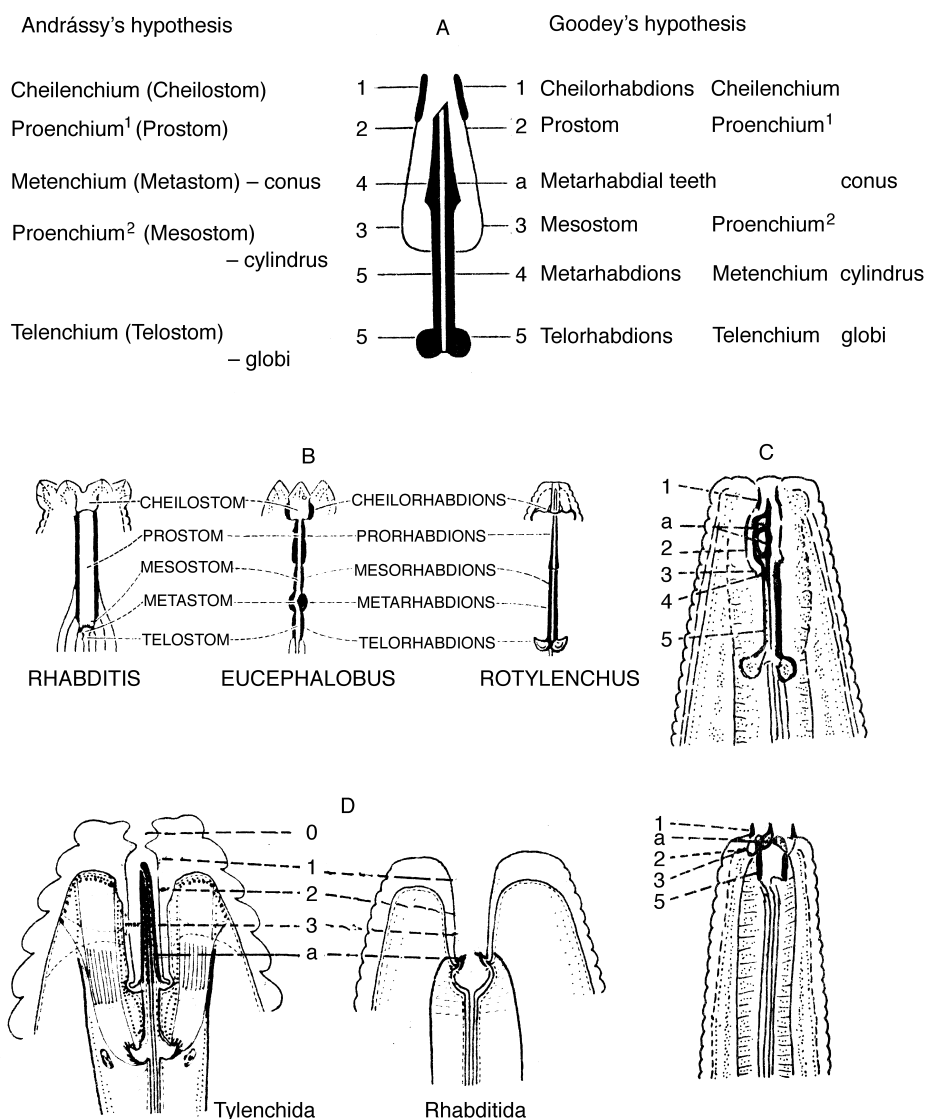 Andrássy's hypothesis
A
Goodey's hypothesis
Cheilenchium (Cheilostom) 1 1 Cheilorhabdions Cheilenchium
Proenchium¹ (Prostom) 2 2 Prostom Proenchium¹
Metenchium (Metastom) – conus 4 a Metarhabdial teeth conus
Proenchium² (Mesostom) 3 3 Mesostom Proenchium²
– cylindrus
5 4 Metarhabdions Metenchium cylindrus
Telenchium (Telostom) 5 5 Telorhabdions Telenchium globi
– globi
B
CHEILOSTOM CHEILORHABDIONS
PROSTOM PRORHABDIONS
MESOSTOM MESORHABDIONS
METASTOM METARHABDIONS
TELOSTOM TELORHABDIONS
RHABDITIS EUCEPHALOBUS ROTYLENCHUS
C
1
a
2
3
4
5
D
0
1
2
3
a
Tylenchida Rhabditida
1
a
2
3
5